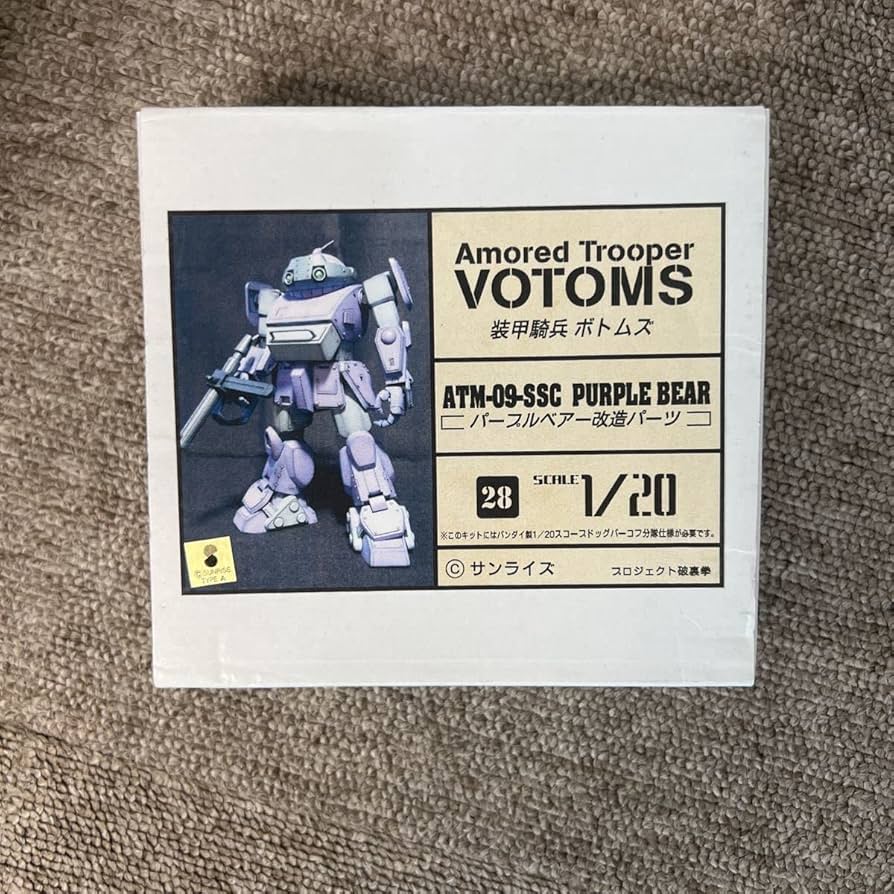 Amored Trooper
VOTOMS
装甲騎兵 ボトムズ
ATM-09-SSC PURPLE BEAR
パープルベアー改造パーツ
28 SCALE 1/20
※このキットにはバンダイ製1/20スコープドッグバーコフ分隊仕様が必要です。
© サンライズ プロジェクト破裏拳
© SUNRISE
TYPE A